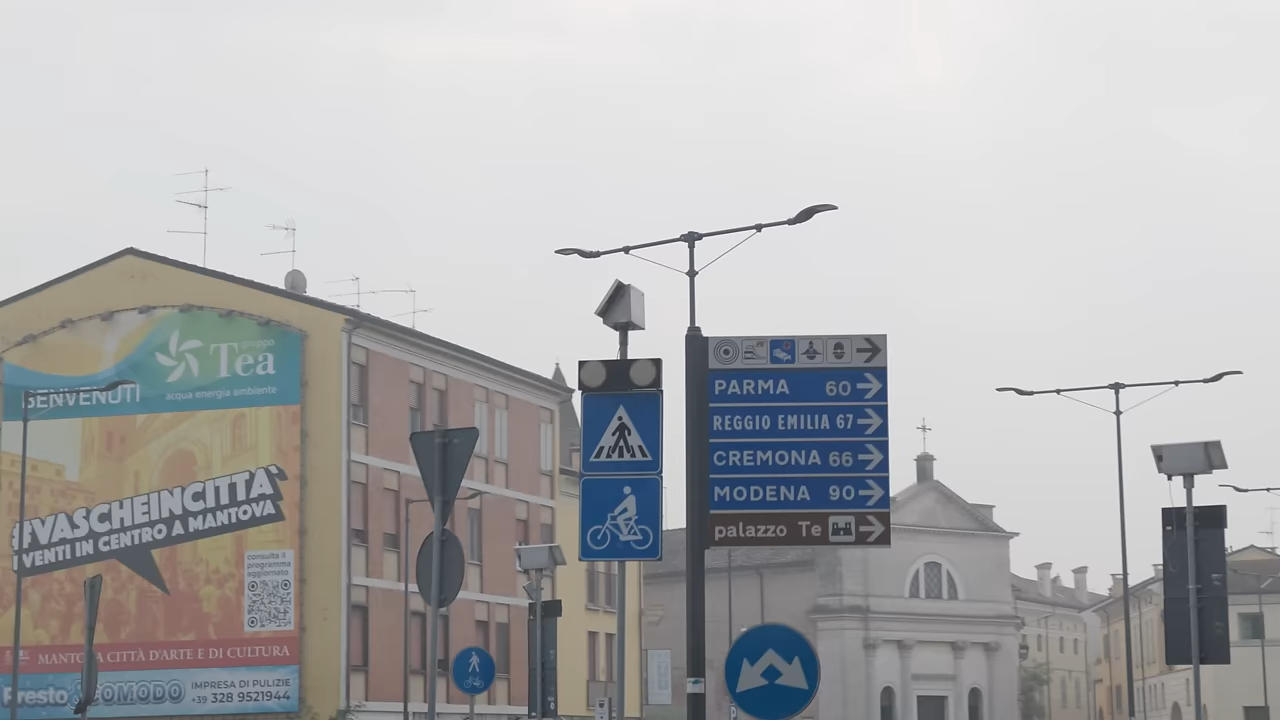 gruppo
Tea
acqua energia ambiente
BENVENUTI
#VASCHEINCITTÀ
VENTI IN CENTRO A MANTOVA
consulta il
programma
aggiornato
MANTOVA CITTÀ D'ARTE E DI CULTURA
Presto &COMODO
IMPRESA DI PULIZIE
+39 328 9521944
PARMA 60
REGGIO EMILIA 67
CREMONA 66
MODENA 90
palazzo Te